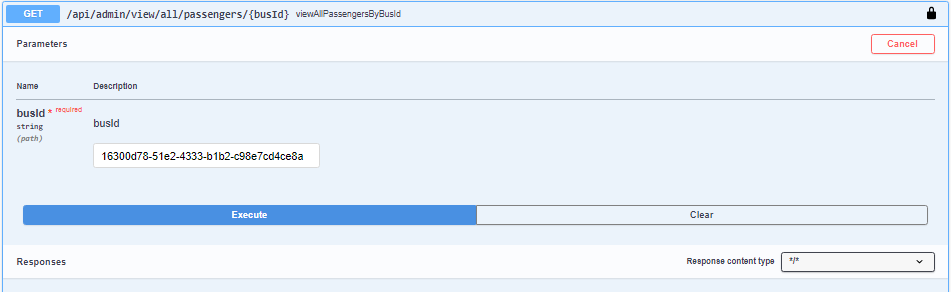 GET /api/admin/view/all/passengers/{busId} viewAllPassengersByBusId
Parameters Cancel
Name Description
busId * required busId
string
(path)
16300d78-51e2-4333-b1b2-c98e7cd4ce8a
Execute Clear
Responses Response content type */*